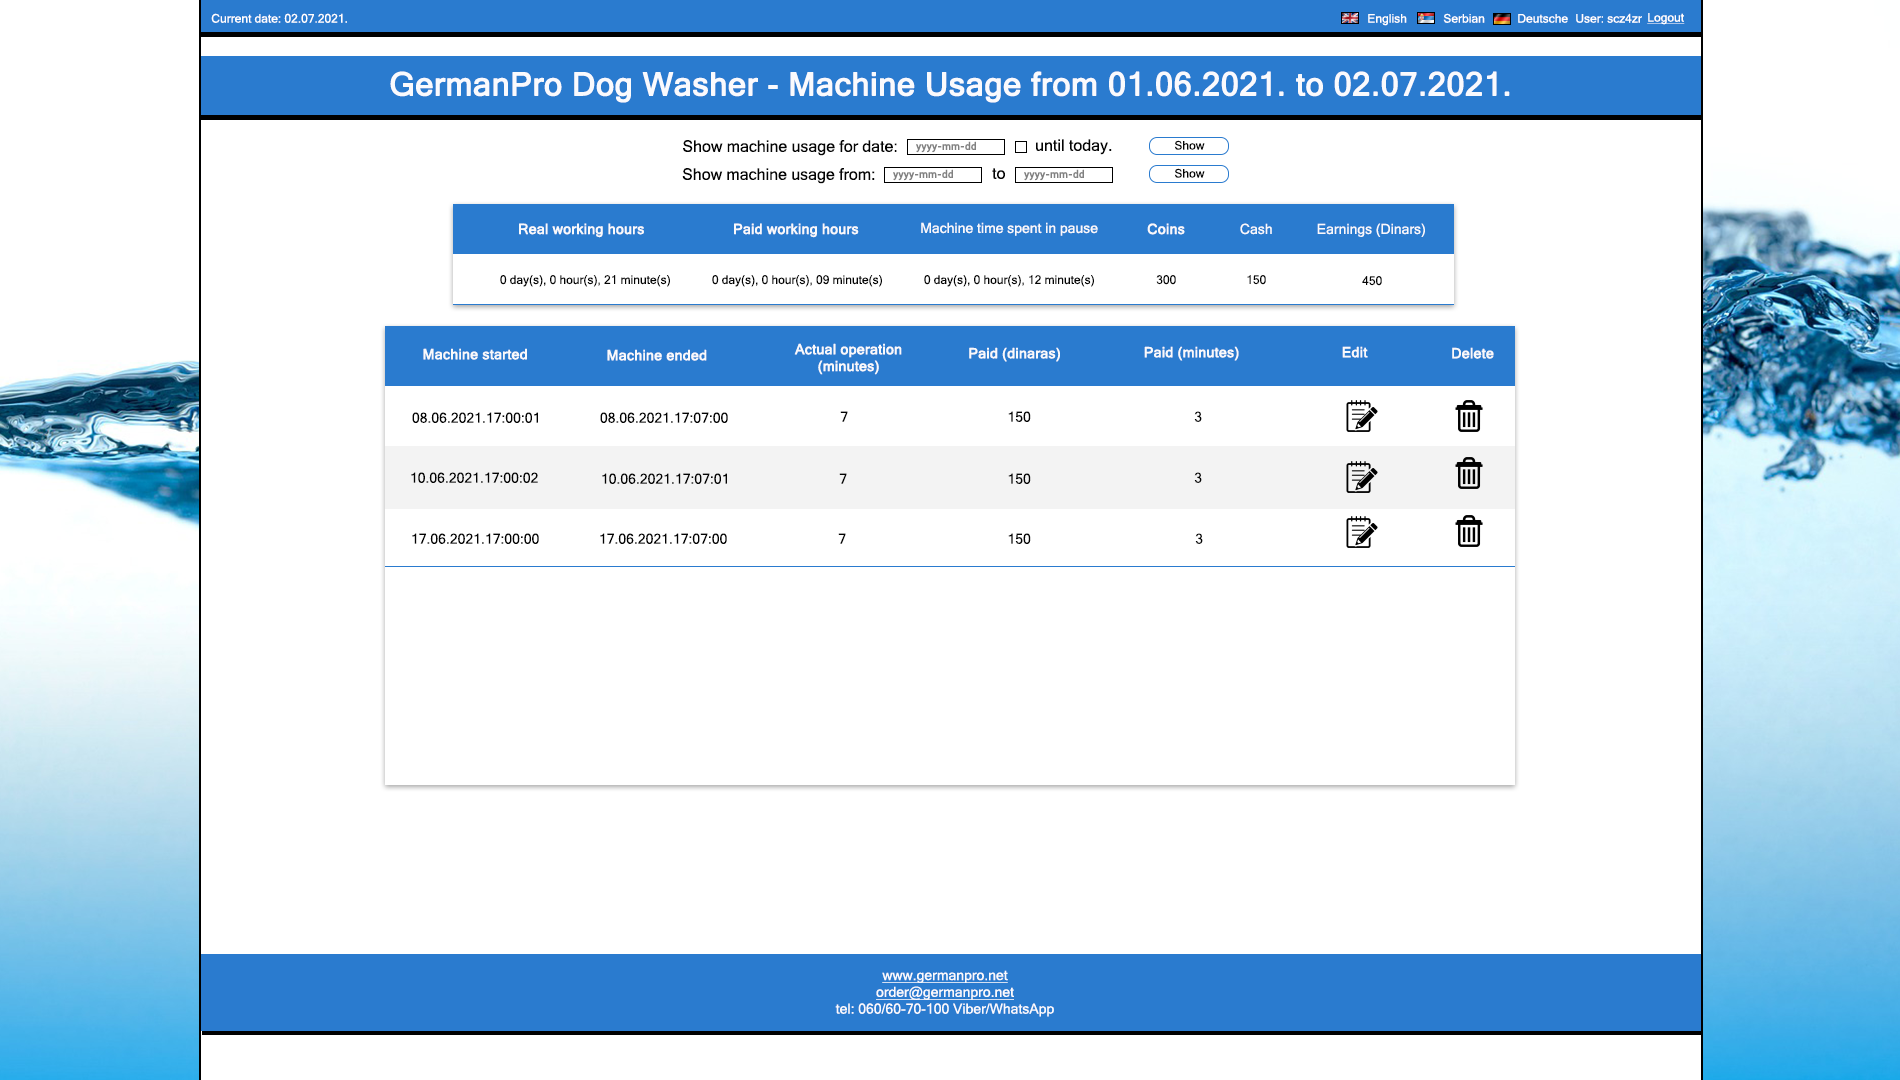 Current date: 02.07.2021.
English Serbian Deutsche User: scz4zr Logout
GermanPro Dog Washer - Machine Usage from 01.06.2021. to 02.07.2021.
Show machine usage for date: yyyy-mm-dd until today. Show
Show machine usage from: yyyy-mm-dd to yyyy-mm-dd Show
Real working hours Paid working hours Machine time spent in pause Coins Cash Earnings (Dinars)
0 day(s), 0 hour(s), 21 minute(s) 0 day(s), 0 hour(s), 09 minute(s) 0 day(s), 0 hour(s), 12 minute(s) 300 150 450
Machine started Machine ended Actual operation (minutes) Paid (dinaras) Paid (minutes) Edit Delete
08.06.2021.17:00:01 08.06.2021.17:07:00 7 150 3
10.06.2021.17:00:02 10.06.2021.17:07:01 7 150 3
17.06.2021.17:00:00 17.06.2021.17:07:00 7 150 3
www.germanpro.net
order@germanpro.net
tel: 060/60-70-100 Viber/WhatsApp